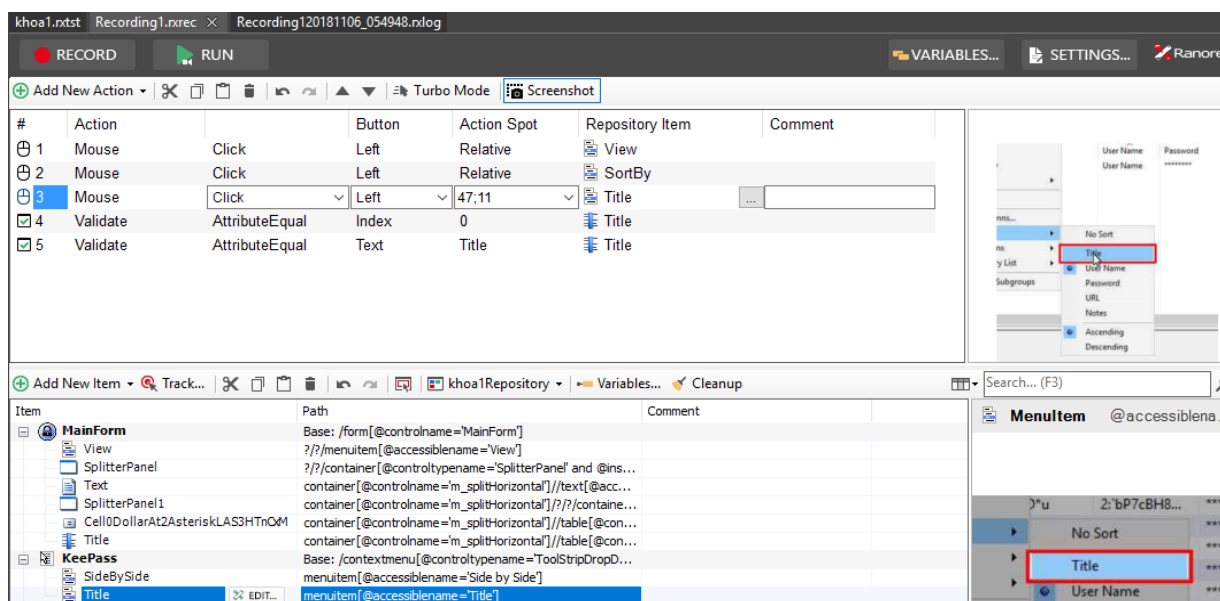 khoa1.rxtst Recording1.rxrec Recording120181106_054948.rxlog
RECORD RUN VARIABLES... SETTINGS... Ranore
Add New Action Turbo Mode Screenshot
# Action Button Action Spot Repository Item Comment
1 Mouse Click Left Relative View
2 Mouse Click Left Relative SortBy
3 Mouse Click Left 47;11 Title ...
4 Validate AttributeEqual Index 0 Title
5 Validate AttributeEqual Text Title Title
User Name Password
User Name ********
mns...
No Sort
ns Title
y List User Name
Subgroups Password
URL
Notes
Ascending
Descending
Add New Item Track... khoa1Repository Variables... Cleanup Search... (F3)
Item Path Comment
MainForm Base: /form[@controlname='MainForm']
View ?/?/menuitem[@accessiblename='View']
SplitterPanel ?/?/container[@controltypename='SplitterPanel' and @ins...
Text container[@controlname='m_splitHorizontal']//text[@acc...
SplitterPanel1 container[@controlname='m_splitHorizontal']/?/?/containe...
Cell0DollarAt2AsteriskLAS3HTnOxM container[@controlname='m_splitHorizontal']//table[@con...
Title container[@controlname='m_splitHorizontal']//table[@con...
KeePass Base: /contextmenu[@controltypename='ToolStripDropD...
SideBySide menuitem[@accessiblename='Side by Side']
Title EDIT... menuitem[@accessiblename='Title']
MenuItem @accessiblena.
)*u 2:`bP7cBH8... **
No Sort
Title
User Name